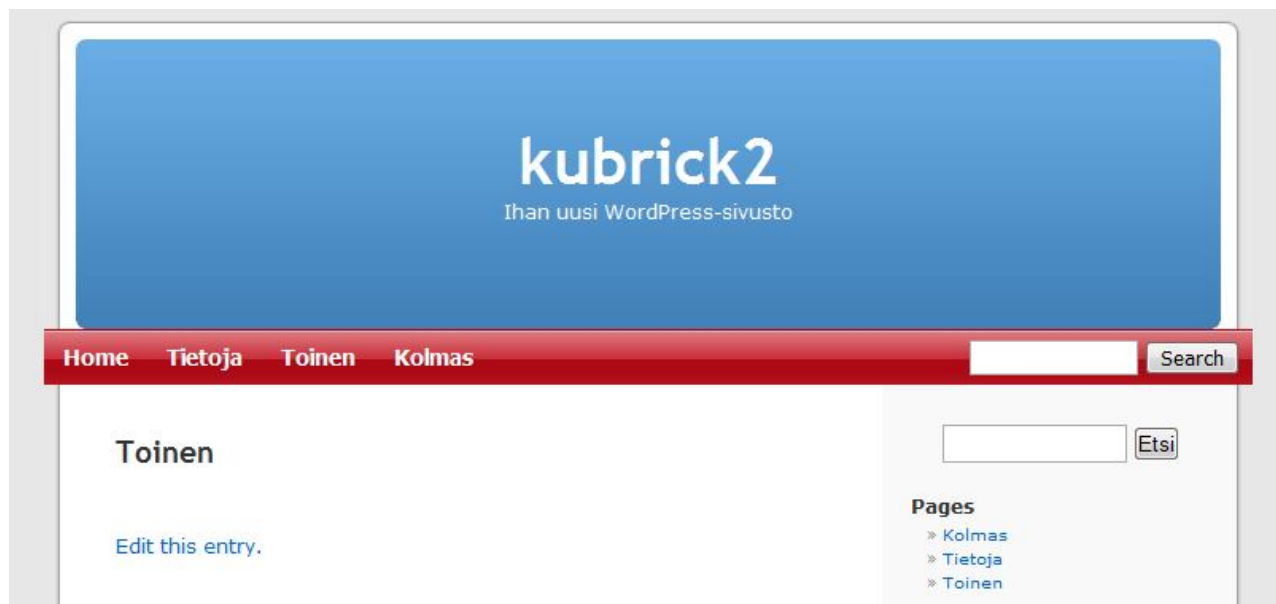 kubrick2
Ihan uusi WordPress-sivusto
Home Tietoja Toinen Kolmas Search
Toinen
Edit this entry.
Etsi
Pages
» Kolmas
» Tietoja
» Toinen